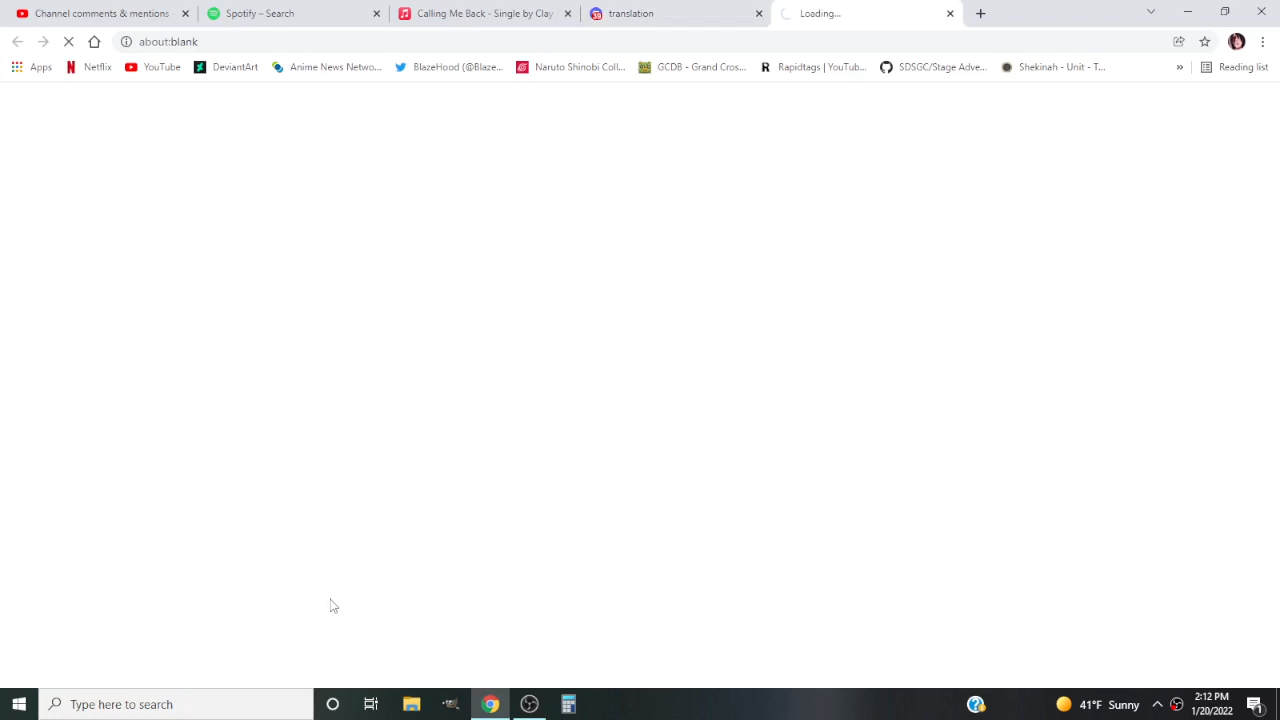 Channel comments & mentions
Spotify – Search
Calling Me Back - Single by Clay
translation
Loading...
about:blank
Apps
Netflix
YouTube
DeviantArt
Anime News Netwo...
BlazeHood (@Blaze...
Naruto Shinobi Coll...
GCDB - Grand Cros...
R
Rapidtags | YouTub...
SDSGC/Stage Adve...
Shekinah - Unit - T...
»
Reading list
Type here to search
41°F Sunny
2:12 PM
1/20/2022
1